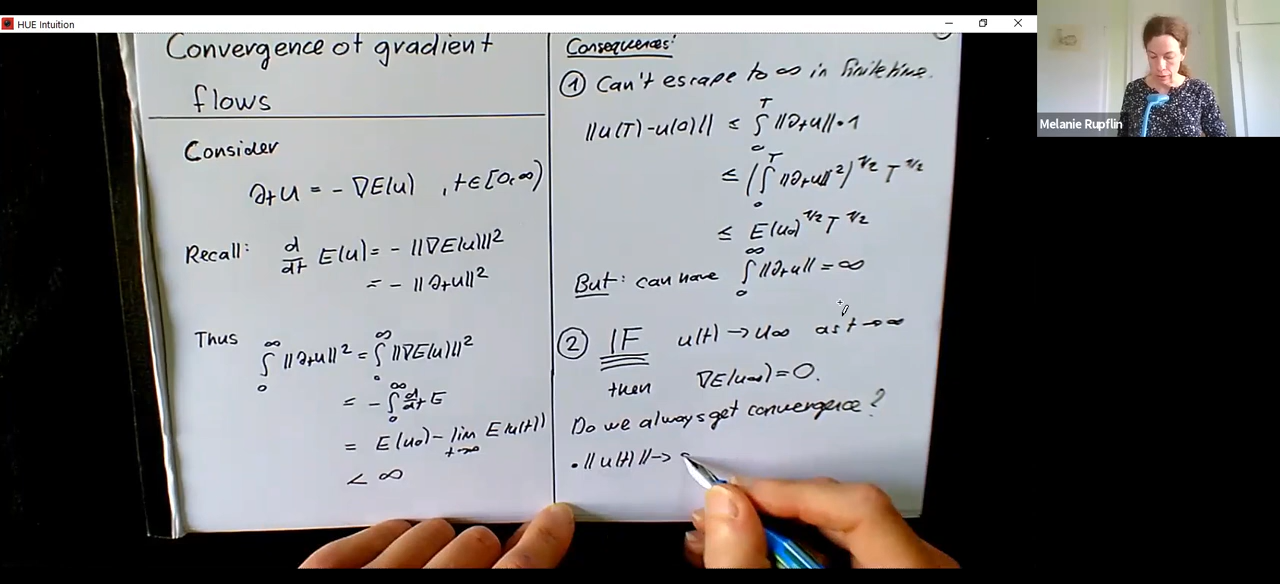 HUE Intuition
Melanie Rupflin
Convergence of gradient
flows
Consider
∂ₜu = - ∇E(u) , t ∈ [0, ∞)
Recall: d/dt E(u) = - ||∇E(u)||²
= - ||∂ₜu||²
Thus
∫₀^∞ ||∂ₜu||² = ∫₀^∞ ||∇E(u)||²
= - ∫₀^∞ d/dt E
= E(u₀) - lim_{t→∞} E(u(t))
< ∞
Consequences:
① Can't escape to ∞ in finite time.
||u(T) - u(0)|| ≤ ∫₀^T ||∂ₜu|| • 1
≤ (∫₀^T ||∂ₜu||²)^{1/2} T^{1/2}
≤ E(u₀)^{1/2} T^{1/2}
But: can have ∫₀^∞ ||∂ₜu|| = ∞
② IF u(t) → u∞ as t → ∞
then ∇E(u∞) = 0.
Do we always get convergence?
• ||u(t)|| →